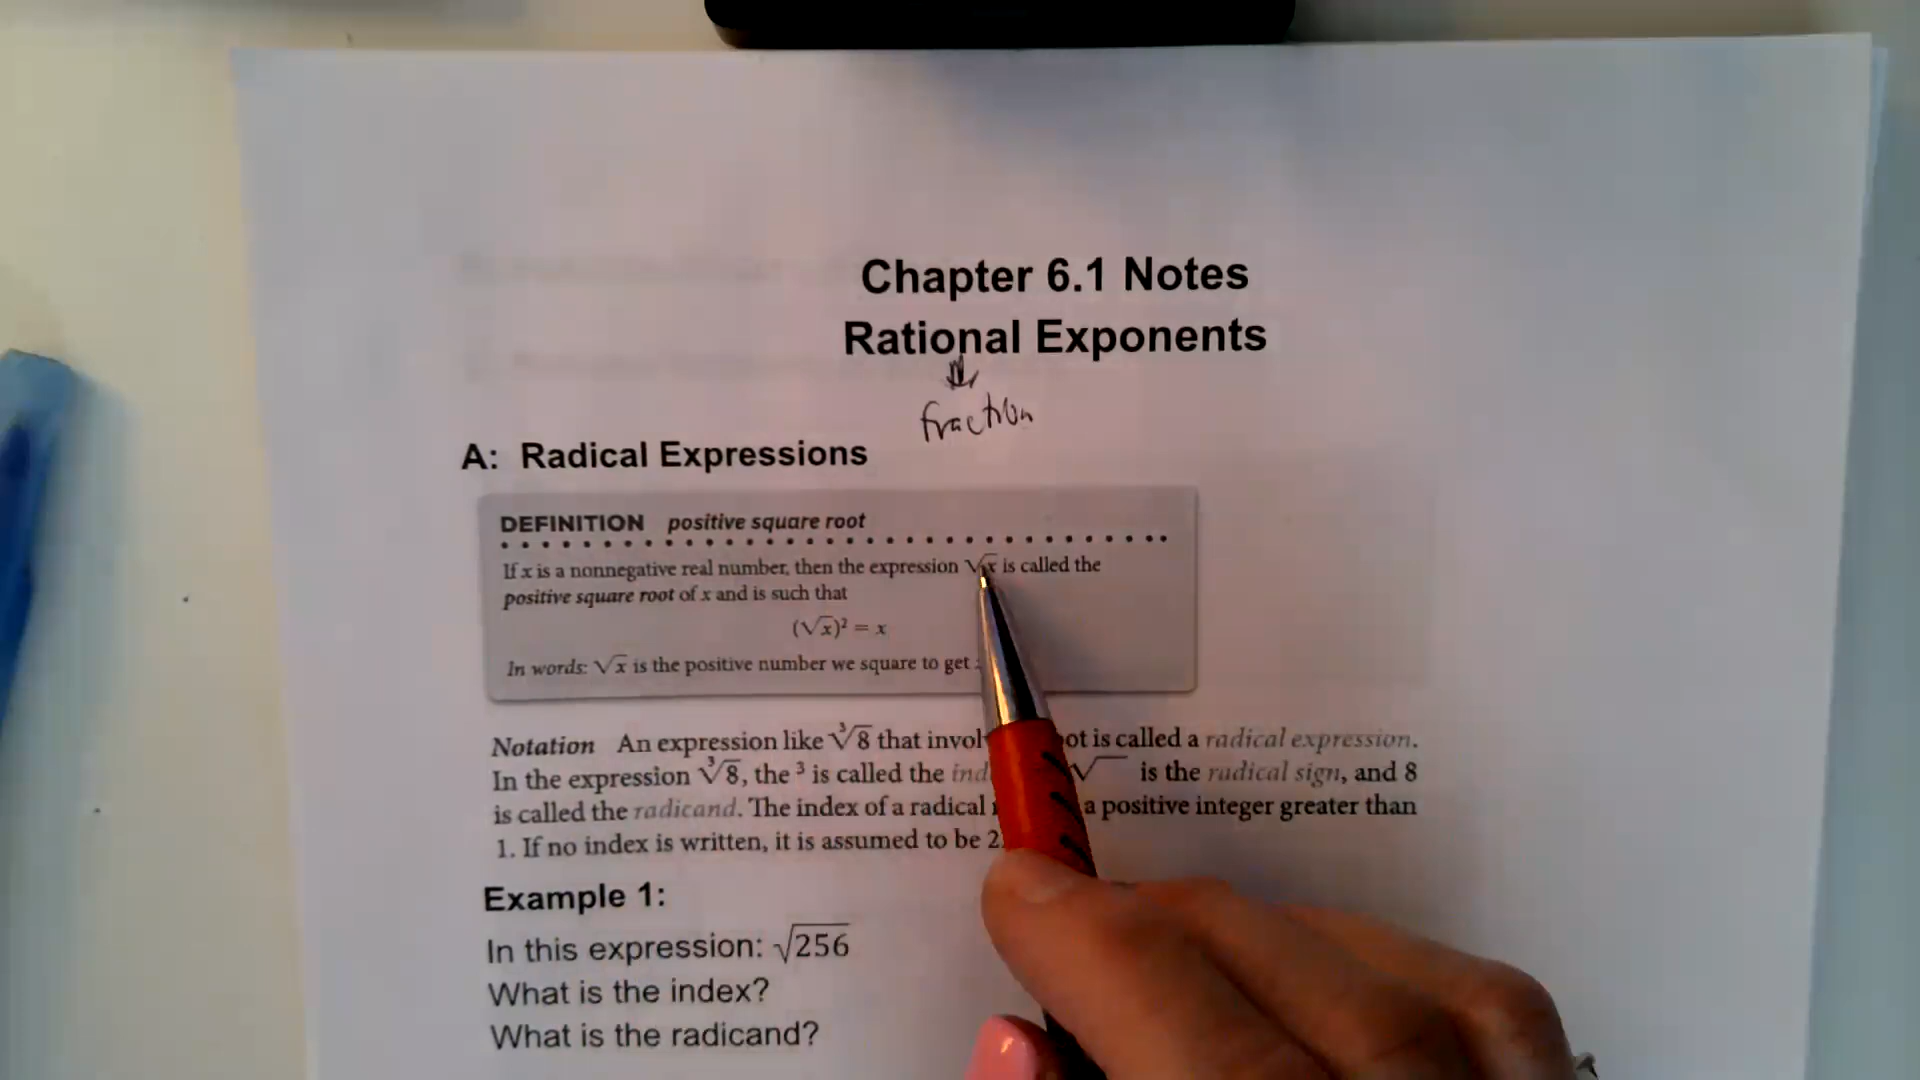 Chapter 6.1 Notes
Rational Exponents
fraction
A: Radical Expressions
DEFINITION positive square root
If x is a nonnegative real number, then the expression √x is called the
positive square root of x and is such that
(√x)² = x
In words: √x is the positive number we square to get
Notation An expression like ∛8 that ot is called a radical expression.
In the expression ∛8, the ³ is called the √ is the radical sign, and 8
is called the radicand. The index of a radical a positive integer greater than
1. If no index is written, it is assumed to be 2.
Example 1:
In this expression: √256
What is the index?
What is the radicand?